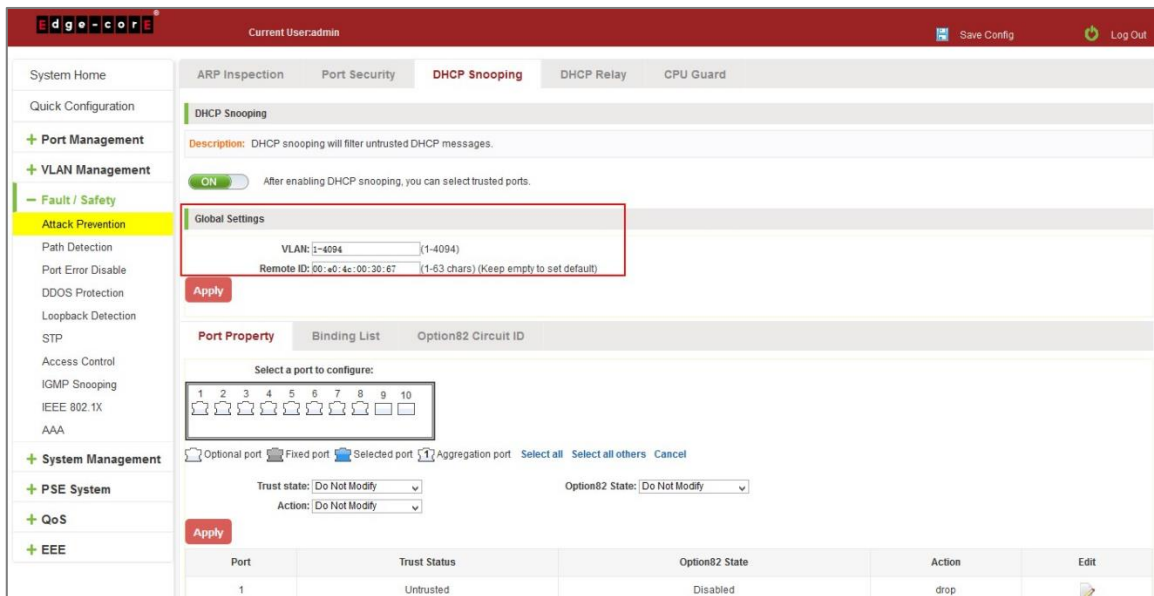 Edge-corE®
Current User:admin
Save Config
Log Out
System Home
Quick Configuration
+ Port Management
+ VLAN Management
− Fault / Safety
Attack Prevention
Path Detection
Port Error Disable
DDOS Protection
Loopback Detection
STP
Access Control
IGMP Snooping
IEEE 802.1X
AAA
+ System Management
+ PSE System
+ QoS
+ EEE
ARP Inspection Port Security DHCP Snooping DHCP Relay CPU Guard
DHCP Snooping
Description: DHCP snooping will filter untrusted DHCP messages.
ON After enabling DHCP snooping, you can select trusted ports.
Global Settings
VLAN: 1-4094 (1-4094)
Remote ID: 00:e0:4c:00:30:67 (1-63 chars) (Keep empty to set default)
Apply
Port Property Binding List Option82 Circuit ID
Select a port to configure:
1 2 3 4 5 6 7 8 9 10
Optional port Fixed port Selected port 1 Aggregation port Select all Select all others Cancel
Trust state: Do Not Modify Option82 State: Do Not Modify
Action: Do Not Modify
Apply
Port Trust Status Option82 State Action Edit
1 Untrusted Disabled drop